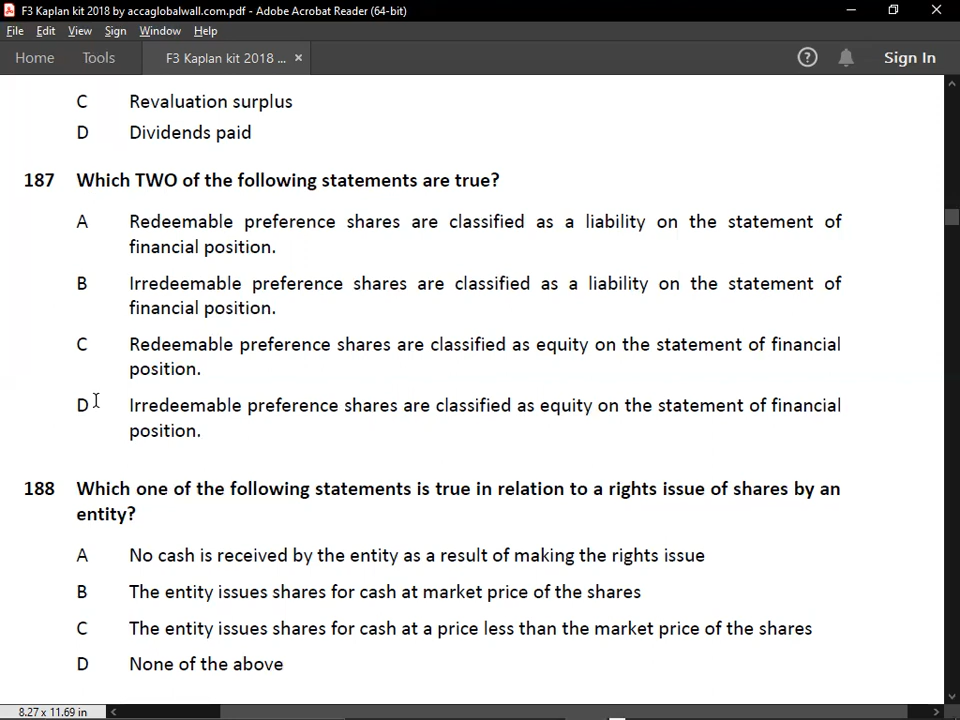 F3 Kaplan kit 2018 by accaglobalwall.com.pdf - Adobe Acrobat Reader (64-bit)
File Edit View Sign Window Help
Home Tools F3 Kaplan kit 2018 ... × Sign In
C Revaluation surplus
D Dividends paid
187 Which TWO of the following statements are true?
A Redeemable preference shares are classified as a liability on the statement of
financial position.
B Irredeemable preference shares are classified as a liability on the statement of
financial position.
C Redeemable preference shares are classified as equity on the statement of financial
position.
D Irredeemable preference shares are classified as equity on the statement of financial
position.
188 Which one of the following statements is true in relation to a rights issue of shares by an
entity?
A No cash is received by the entity as a result of making the rights issue
B The entity issues shares for cash at market price of the shares
C The entity issues shares for cash at a price less than the market price of the shares
D None of the above
8.27 x 11.69 in